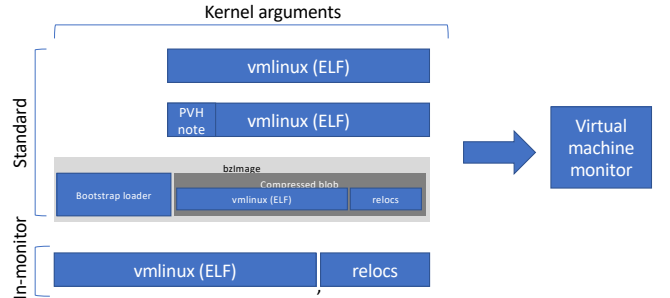 Kernel arguments
Standard
vmlinux (ELF)
PVH
note
vmlinux (ELF)
bzImage
Bootstrap loader
Compressed blob
vmlinux (ELF)
relocs
Virtual
machine
monitor
In-monitor
vmlinux (ELF)
,
relocs